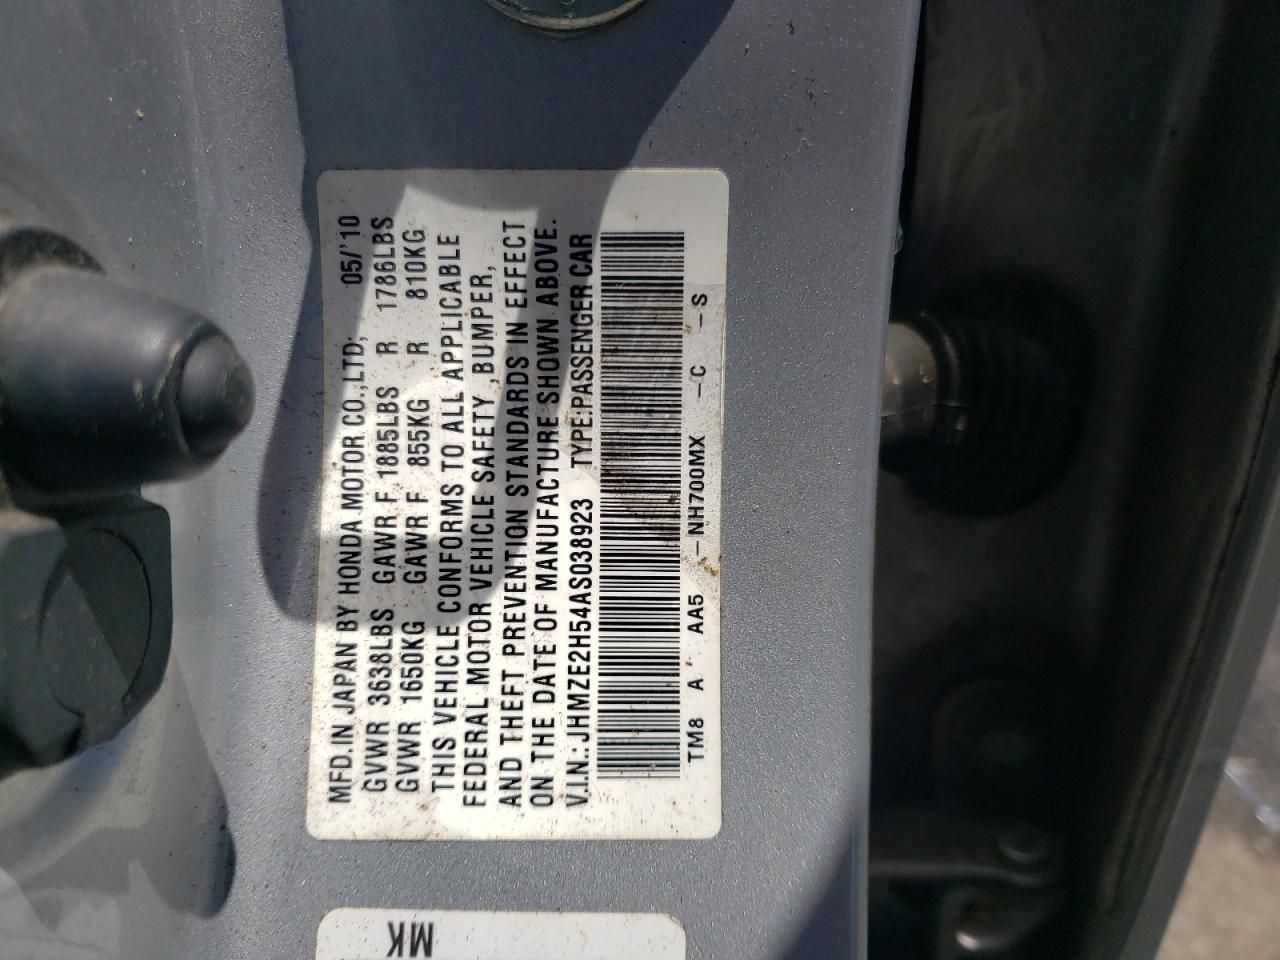 MFD. IN JAPAN BY HONDA MOTOR CO., LTD. 05/'10
GVWR 3638LBS GAWR F 1885LBS R 1786LBS
GVWR 1650KG GAWR F 855KG R 810KG
THIS VEHICLE CONFORMS TO ALL APPLICABLE
FEDERAL MOTOR VEHICLE SAFETY, BUMPER,
AND THEFT PREVENTION STANDARDS IN EFFECT
ON THE DATE OF MANUFACTURE SHOWN ABOVE.
V.I.N.: JHMZE2H54AS038923 TYPE:PASSENGER CAR
TM8 A AA5 -NH700MX -C -S
MK